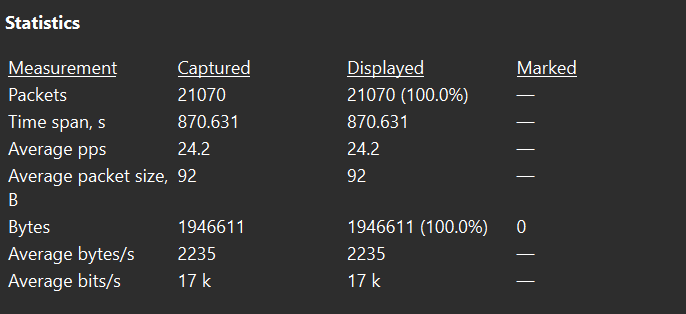 Statistics
Measurement Captured Displayed Marked
Packets 21070 21070 (100.0%) —
Time span, s 870.631 870.631 —
Average pps 24.2 24.2 —
Average packet size, B 92 92 —
Bytes 1946611 1946611 (100.0%) 0
Average bytes/s 2235 2235 —
Average bits/s 17 k 17 k —